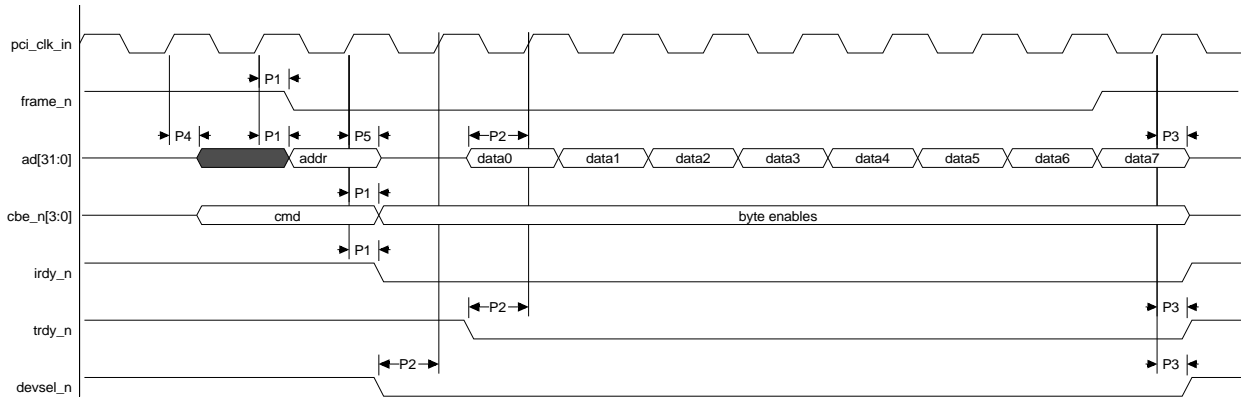 pci_clk_in
P1
frame_n
P4 P1 P5 P2 P3
ad[31:0] addr data0 data1 data2 data3 data4 data5 data6 data7
P1
cbe_n[3:0] cmd byte enables
P1
irdy_n
P2 P3
trdy_n
P2 P3
devsel_n